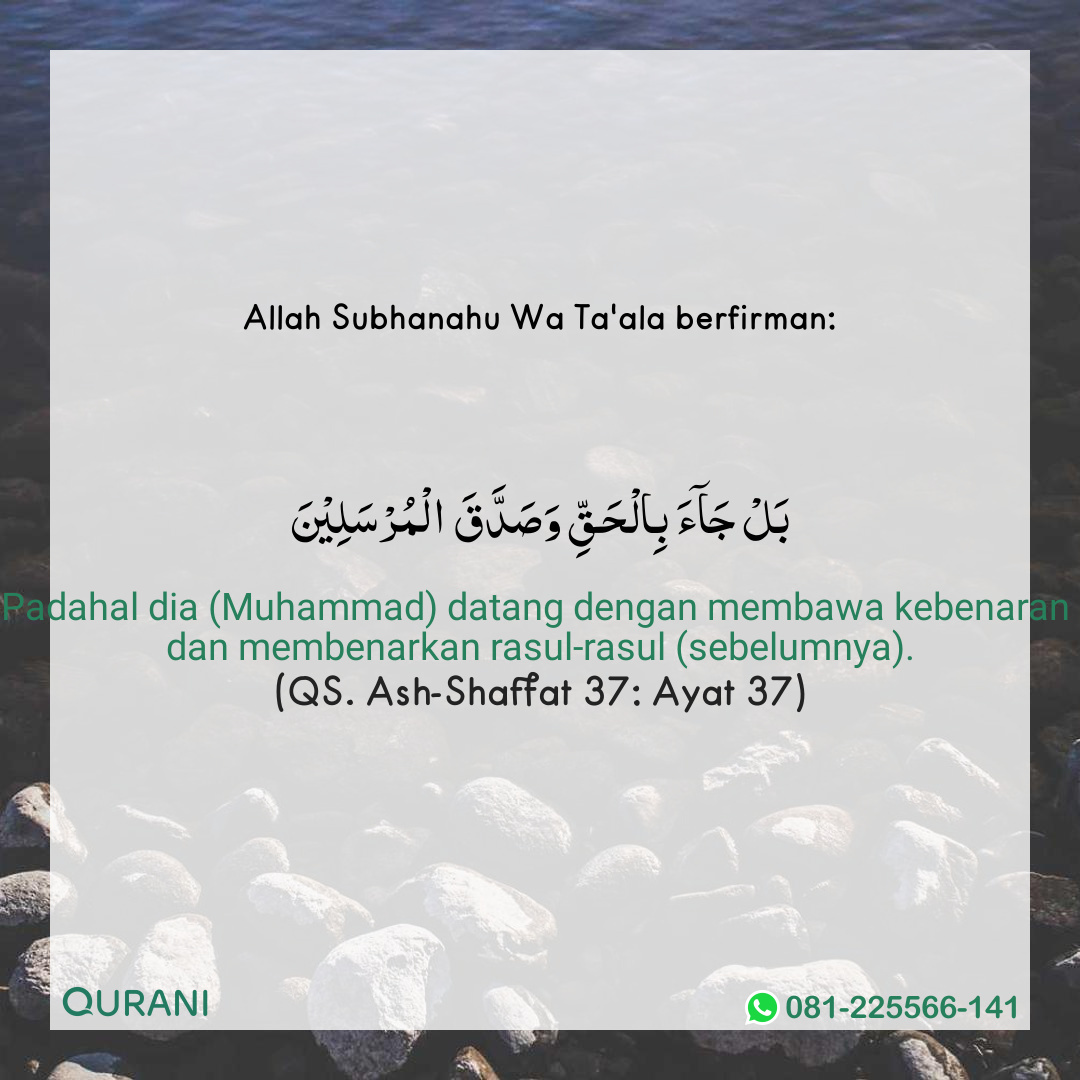 Allah Subhanahu Wa Ta'ala berfirman:
بَلْ جَآءَ بِالْحَقِّ وَصَدَّقَ الْمُرْسَلِيْنَ
Padahal dia (Muhammad) datang dengan membawa kebenaran
dan membenarkan rasul-rasul (sebelumnya).
(QS. Ash-Shaffat 37: Ayat 37)
QURANI
081-225566-141